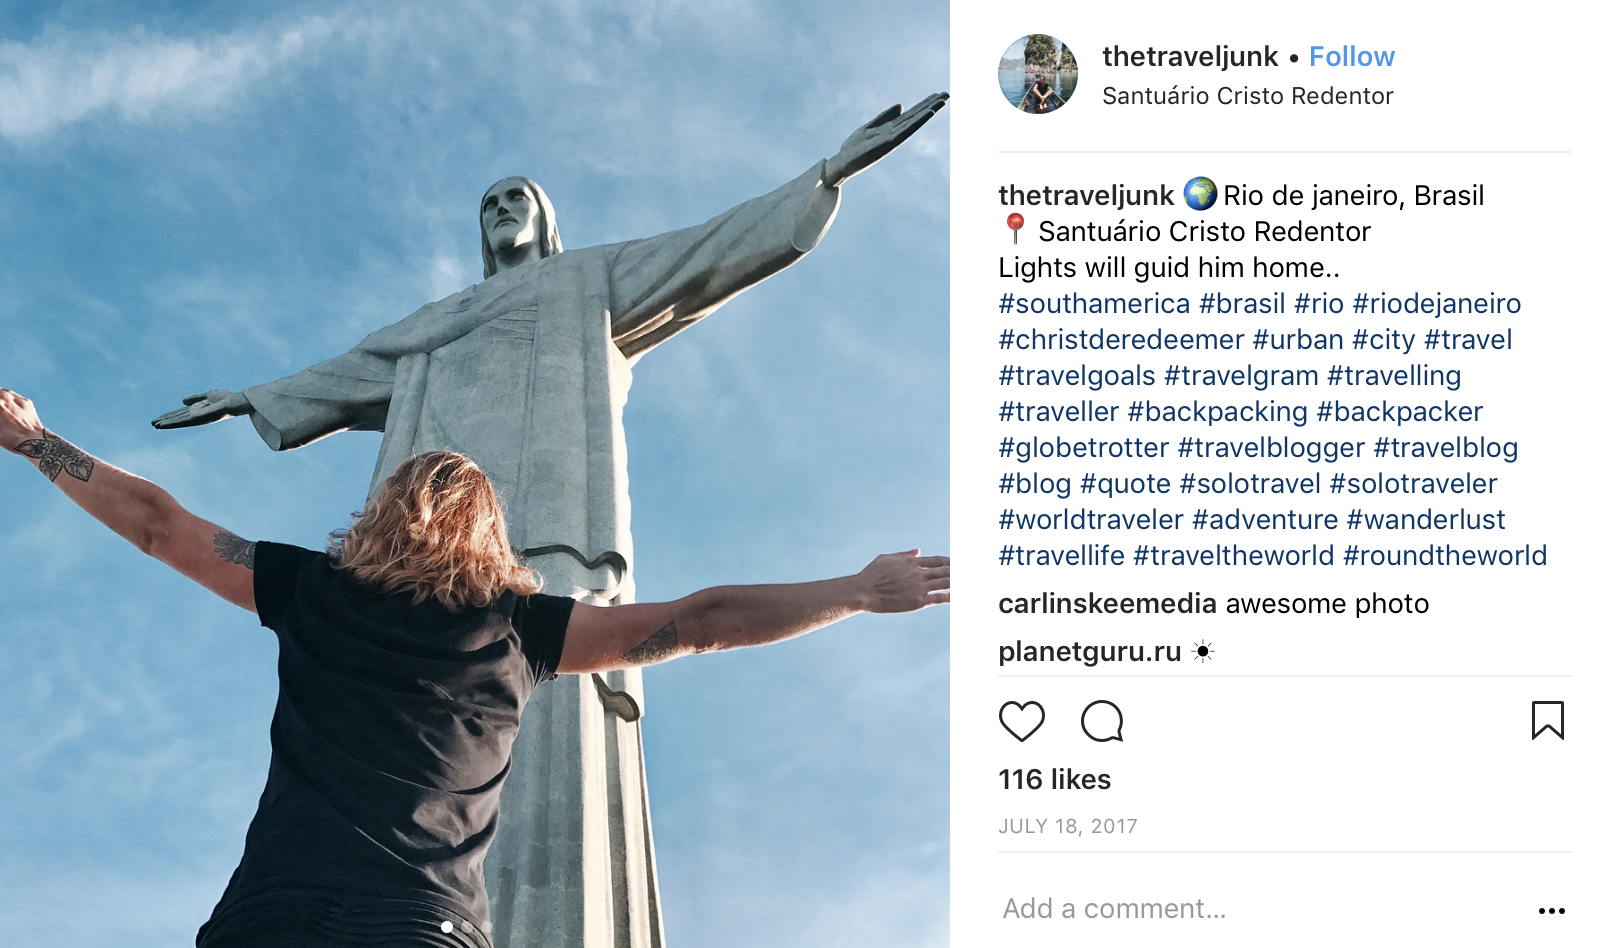 thetraveljunk • Follow
Santuário Cristo Redentor
thetraveljunk 🌍 Rio de janeiro, Brasil
📍 Santuário Cristo Redentor
Lights will guid him home..
#southamerica #brasil #rio #riodejaneiro
#christderedeemer #urban #city #travel
#travelgoals #travelgram #travelling
#traveller #backpacking #backpacker
#globetrotter #travelblogger #travelblog
#blog #quote #solotravel #solotraveler
#worldtraveler #adventure #wanderlust
#travellife #traveltheworld #roundtheworld
carlinskeemedia awesome photo
planetguru.ru ☀
116 likes
JULY 18, 2017
Add a comment...